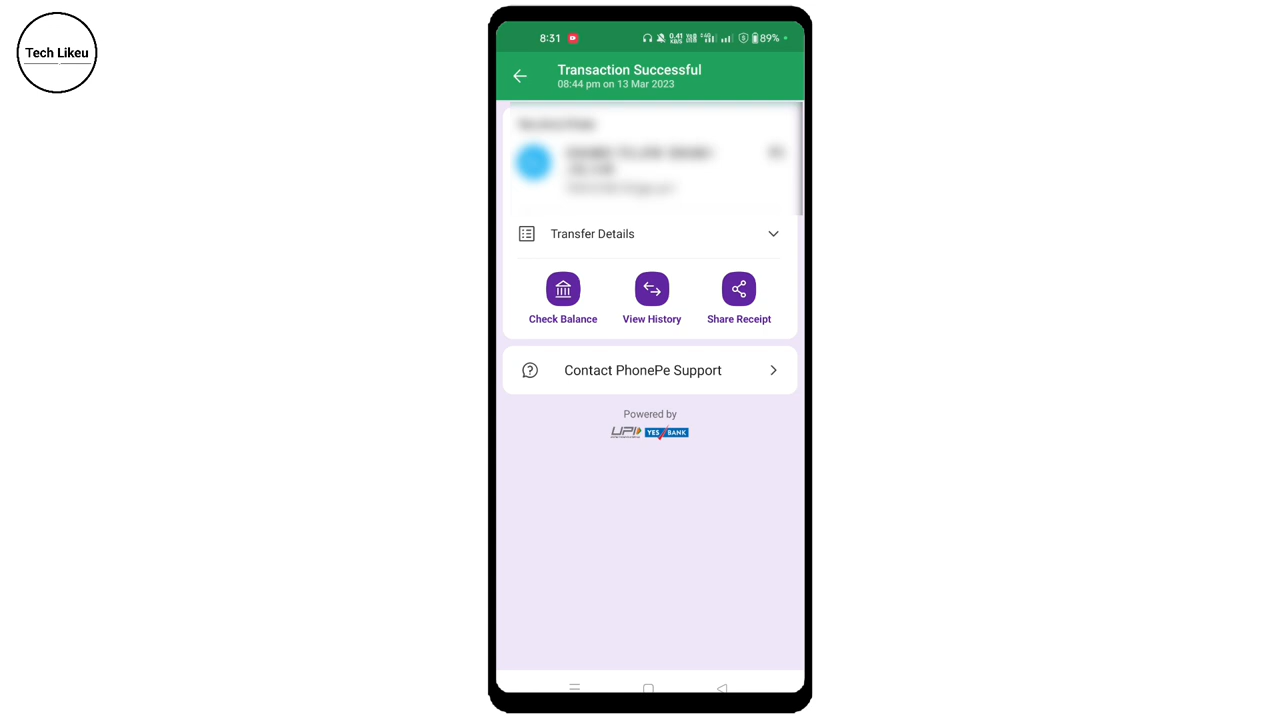 Tech Likeu
8:31 89%
Transaction Successful
08:44 pm on 13 Mar 2023
Transfer Details
Check Balance View History Share Receipt
Contact PhonePe Support
Powered by
UPI YES BANK